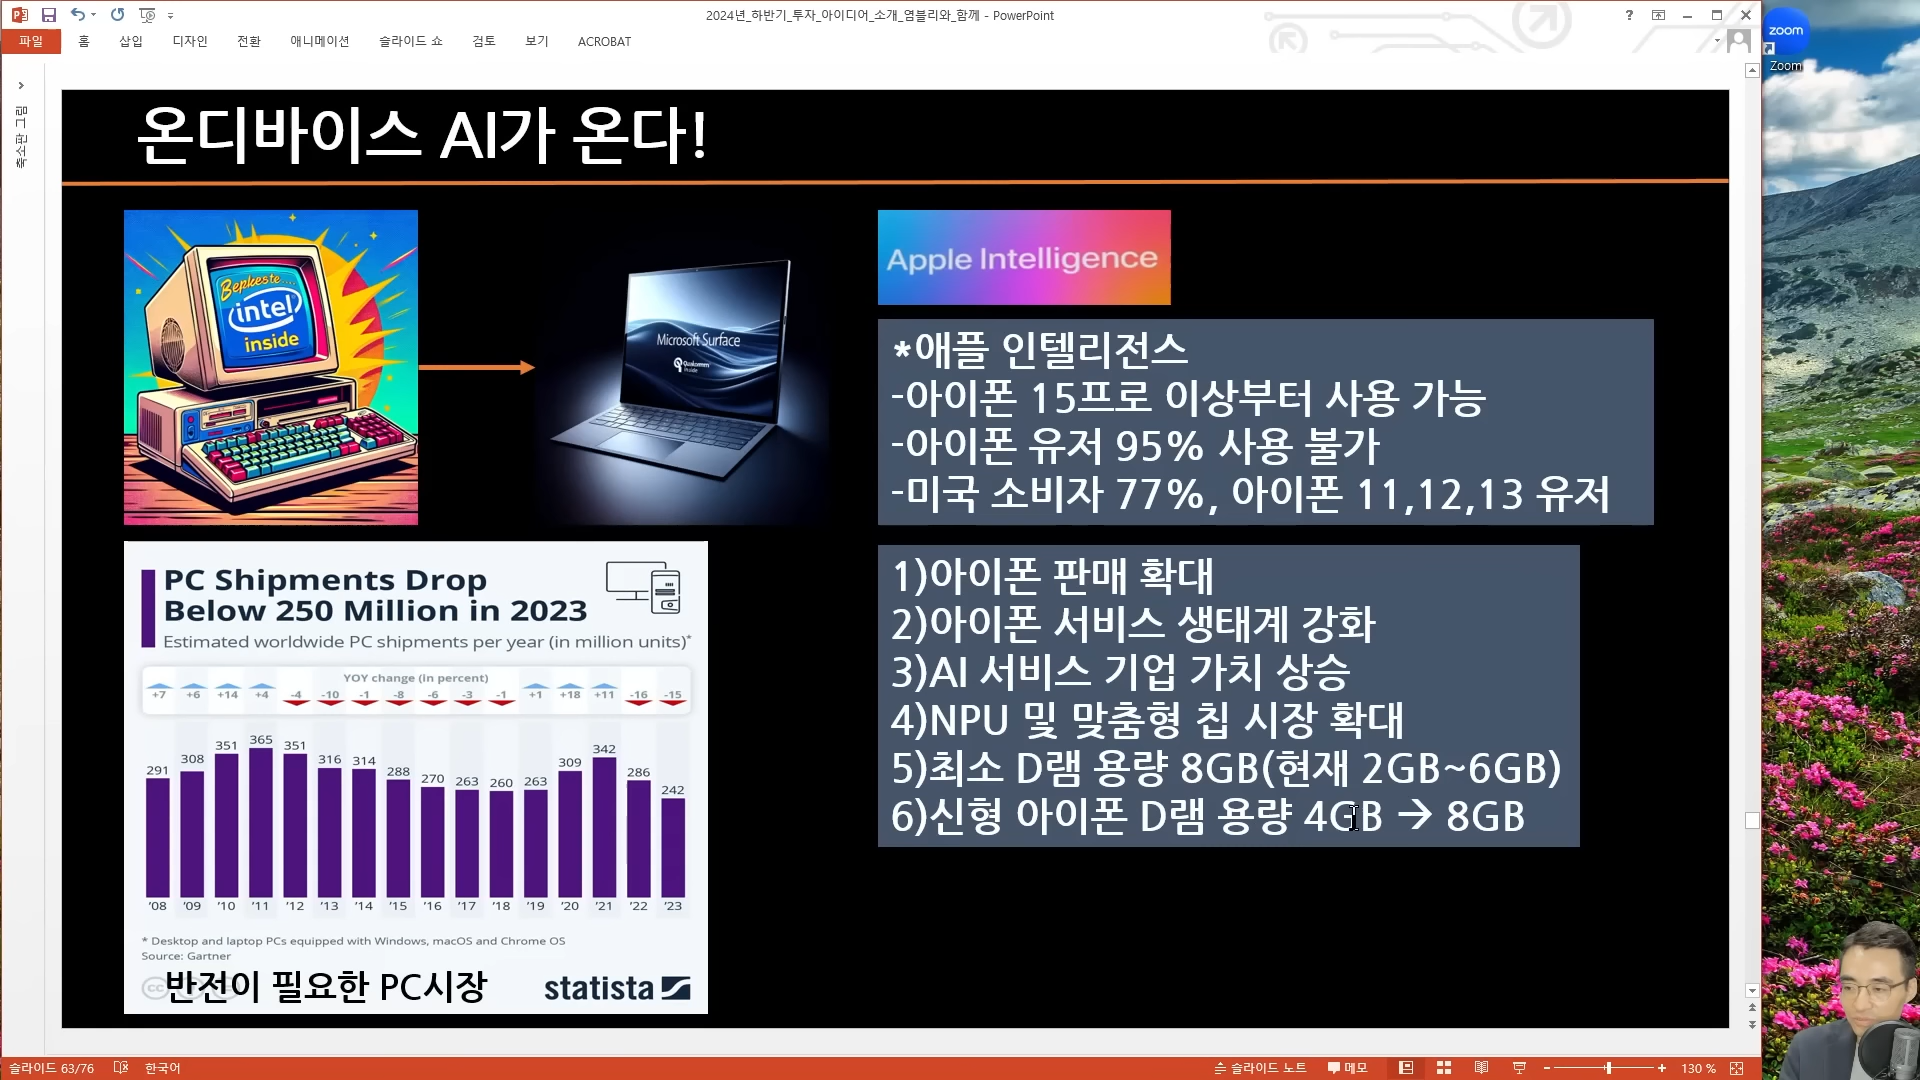 2024년_하반기_투자_아이디어_소개_염블리와_함께 - PowerPoint
파일 홈 삽입 디자인 전환 애니메이션 슬라이드 쇼 검토 보기 ACROBAT
zoom
Zoom
축소판 그림
온디바이스 AI가 온다!
Bepkeste....
intel
inside
Microsoft Surface
Qualcomm
inside
Apple Intelligence
*애플 인텔리전스
-아이폰 15프로 이상부터 사용 가능
-아이폰 유저 95% 사용 불가
-미국 소비자 77%, 아이폰 11,12,13 유저
PC Shipments Drop
Below 250 Million in 2023
Estimated worldwide PC shipments per year (in million units)*
YOY change (in percent)
+7 +6 +14 +4 -4 -10 -1 -8 -6 -3 -1 +1 +18 +11 -16 -15
291 308 351 365 351 316 314 288 270 263 260 263 309 342 286 242
'08 '09 '10 '11 '12 '13 '14 '15 '16 '17 '18 '19 '20 '21 '22 '23
* Desktop and laptop PCs equipped with Windows, macOS and Chrome OS
Source: Gartner
반전이 필요한 PC시장
statista
1)아이폰 판매 확대
2)아이폰 서비스 생태계 강화
3)AI 서비스 기업 가치 상승
4)NPU 및 맞춤형 칩 시장 확대
5)최소 D램 용량 8GB(현재 2GB~6GB)
6)신형 아이폰 D램 용량 4GB → 8GB
슬라이드 63/76 한국어 슬라이드 노트 메모 130 %